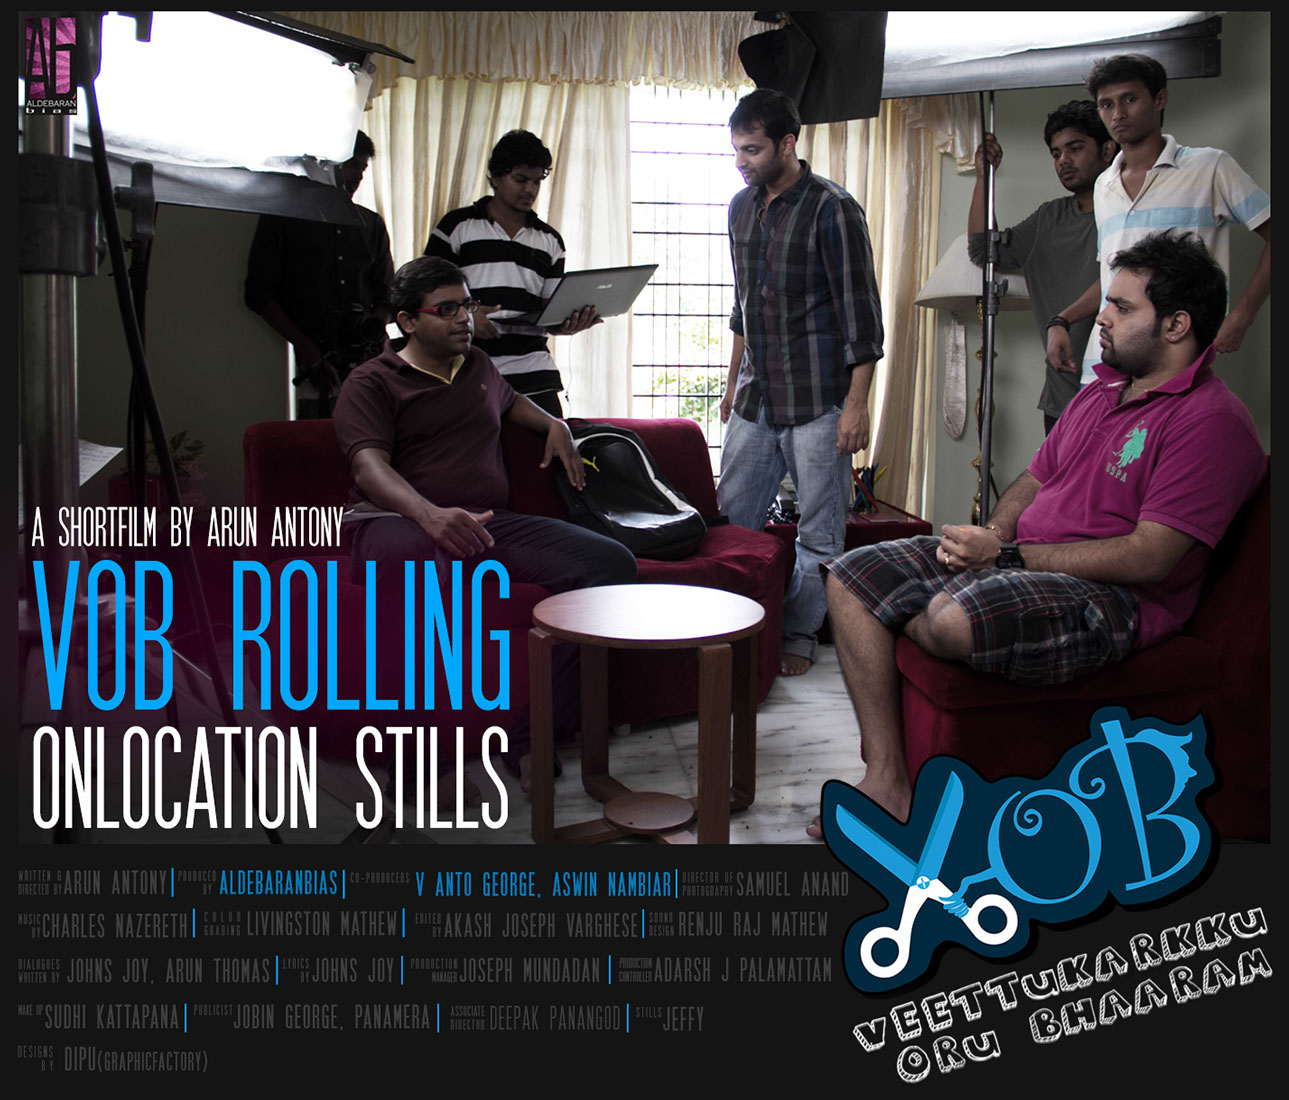 ALDEBARAN
bias
ASUS
USPA
A SHORTFILM BY ARUN ANTONY
VOB ROLLING
ONLOCATION STILLS
VOB
VEETTUKARKKU
ORU BHAARAM
WRITTEN & DIRECTED BY ARUN ANTONY | PRODUCED BY ALDEBARANBIAS | CO-PRODUCERS V ANTO GEORGE, ASWIN NAMBIAR | DIRECTOR OF PHOTOGRAPHY SAMUEL ANAND
MUSIC BY CHARLES NAZERETH | COLOR GRADING LIVINGSTON MATHEW | EDITED BY AKASH JOSEPH VARGHESE | SOUND DESIGN RENJU RAJ MATHEW
DIALOGUES WRITTEN BY JOHNS JOY, ARUN THOMAS | LYRICS BY JOHNS JOY | PRODUCTION MANAGER JOSEPH MUNDADAN | PRODUCTION CONTROLLER ADARSH J PALAMATTAM
MAKE UP SUDHI KATTAPANA | PUBLICIST JOBIN GEORGE, PANAMERA | ASSOCIATE DIRECTOR DEEPAK PANANGOD | STILLS JEFFY
DESIGNS BY DIPU(GRAPHICFACTORY)